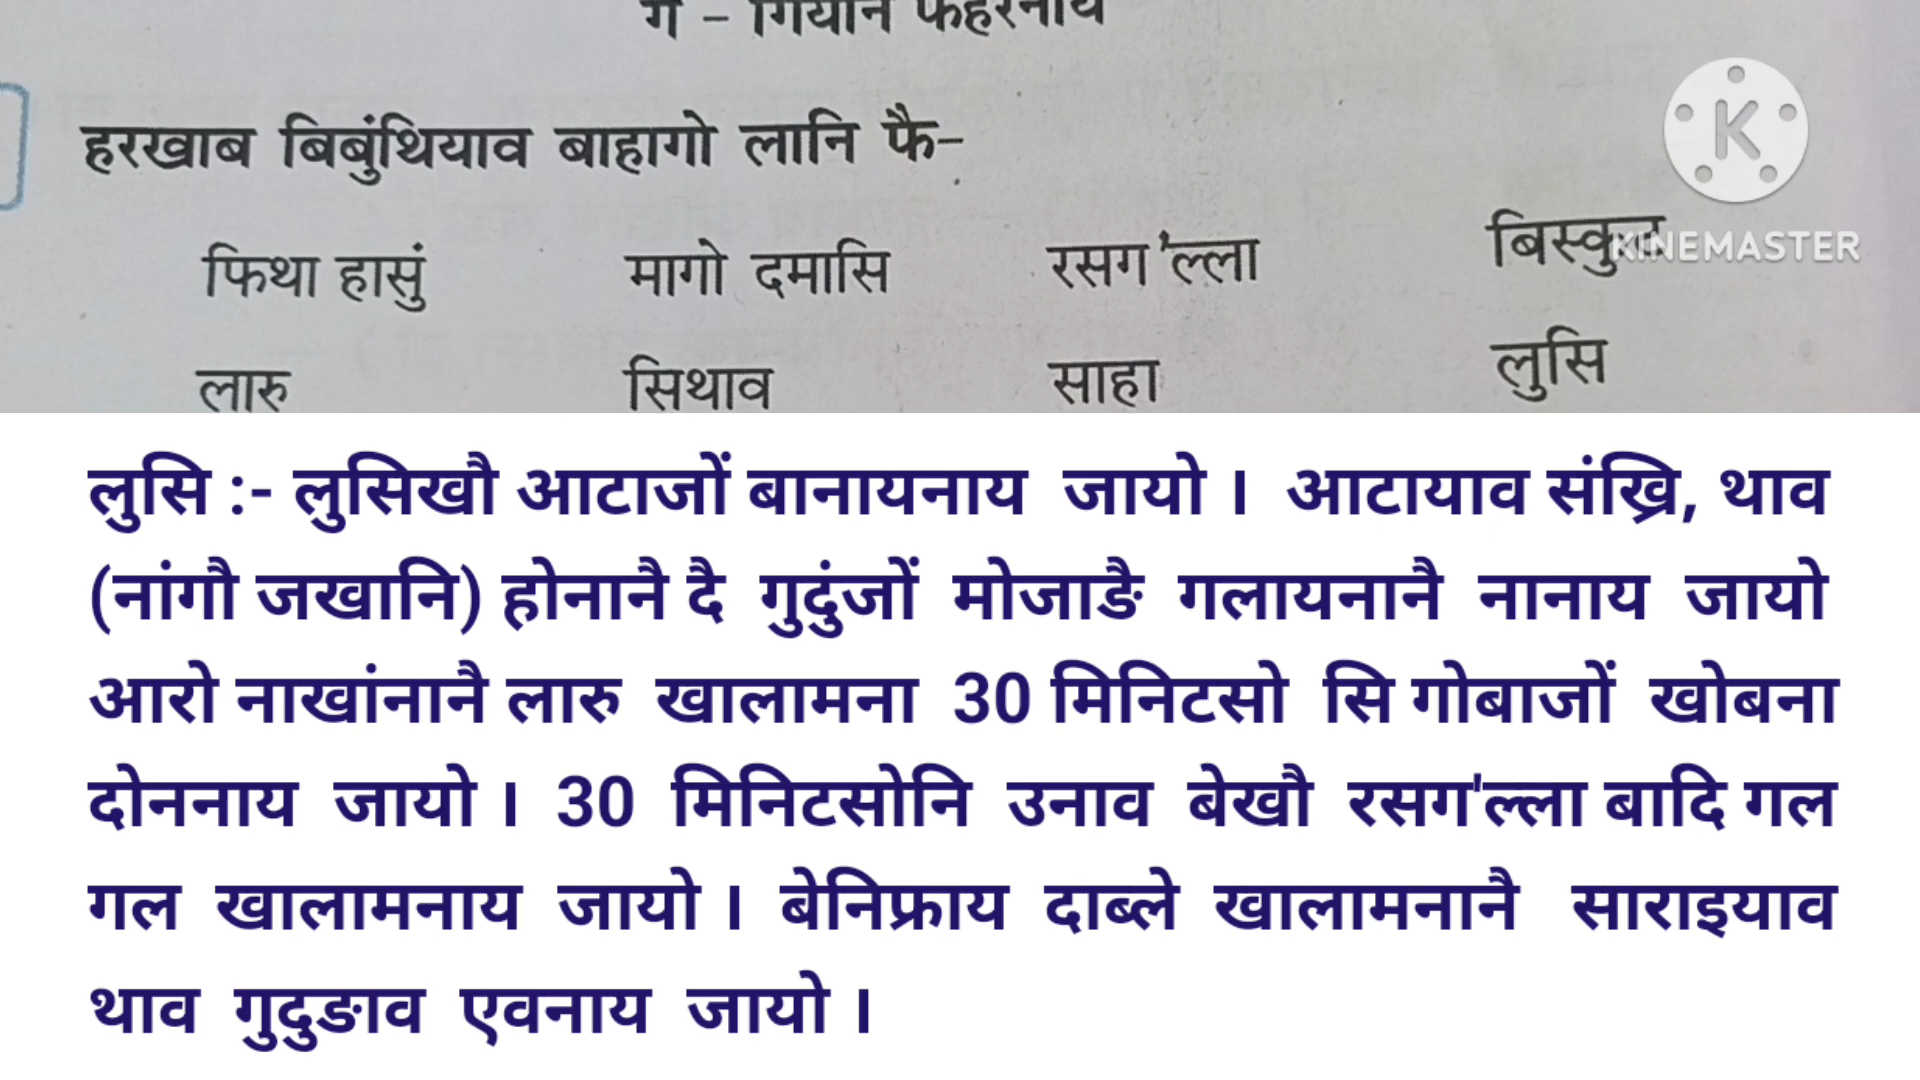 ग - गियान फेहेरनाय
हरखाब बिबुंथियाव बाहागो लानि फै-
फिथा हासुं मागो दमासि रसग'ल्ला बिस्कुट
लारु सिथाव साहा लुसि
KINEMASTER
लुसि :- लुसिखौ आटाजों बानायनाय जायो । आटायाव संख्रि, थाव
(नांगौ जखानि) होनानै दै गुदुंजों मोजाङै गलायनानै नानाय जायो
आरो नाखांनानै लारु खालामना 30 मिनिटसो सि गोबाजों खोबना
दोननाय जायो । 30 मिनिटसोनि उनाव बेखौ रसग'ल्ला बादि गल
गल खालामनाय जायो । बेनिफ्राय दाब्ले खालामनानै साराइयाव
थाव गुदुङाव एवनाय जायो ।